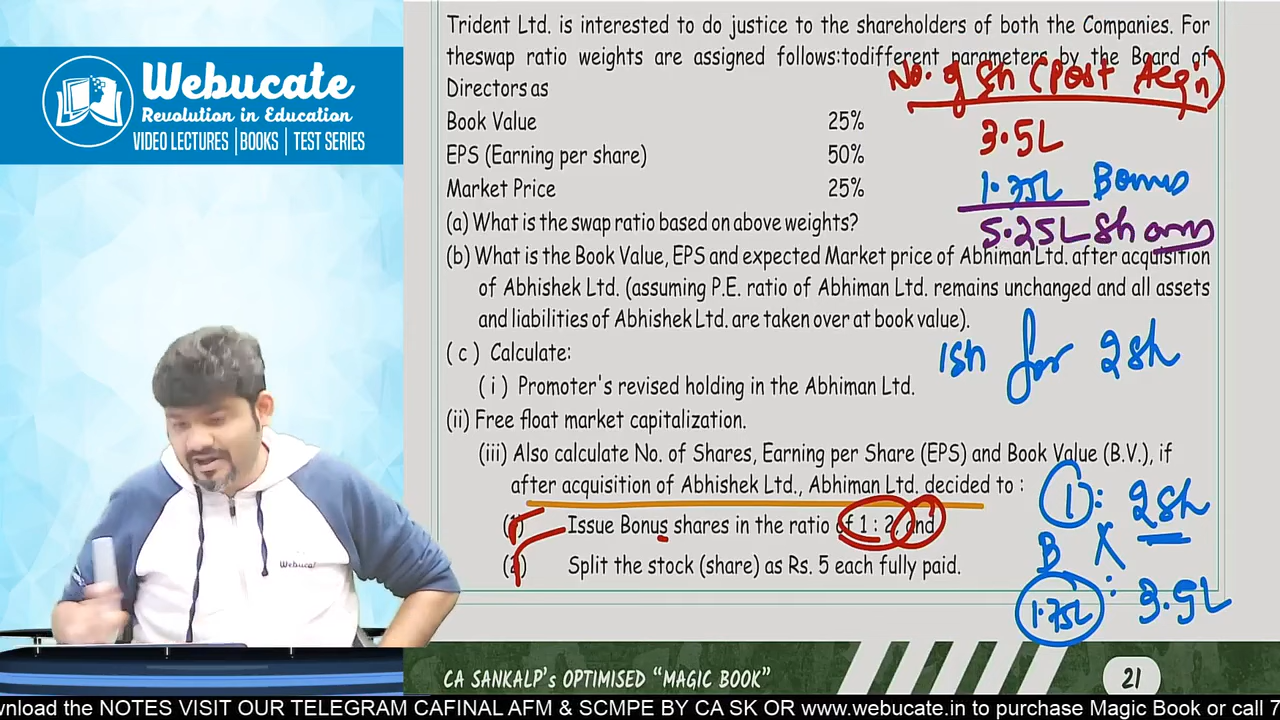 Webucate
Revolution in Education
VIDEO LECTURES | BOOKS | TEST SERIES
Trident Ltd. is interested to do justice to the shareholders of both the Companies. For
theswap ratio weights are assigned follows:todifferent parameters by the Board of
Directors as
No. of Sh (Post Acq'n)
Book Value 25%
3.5L
EPS (Earning per share) 50%
Market Price 25%
1.75L Bonus
(a) What is the swap ratio based on above weights?
5.25L Sh
(b) What is the Book Value, EPS and expected Market price of Abhiman Ltd. after acquisition
of Abhishek Ltd. (assuming P.E. ratio of Abhiman Ltd. remains unchanged and all assets
and liabilities of Abhishek Ltd. are taken over at book value).
( c ) Calculate:
1sh for 2sh
( i ) Promoter's revised holding in the Abhiman Ltd.
(ii) Free float market capitalization.
(iii) Also calculate No. of Shares, Earning per Share (EPS) and Book Value (B.V.), if
after acquisition of Abhishek Ltd., Abhiman Ltd. decided to :
1 : 2sh
Issue Bonus shares in the ratio of 1 : 2, and
B X
Split the stock (share) as Rs. 5 each fully paid.
1.75L : 3.5L
Webucate
CA SANKALP's OPTIMISED "MAGIC BOOK"
21
wnload the NOTES VISIT OUR TELEGRAM CAFINAL AFM & SCMPE BY CA SK OR www.webucate.in to purchase Magic Book or call 7